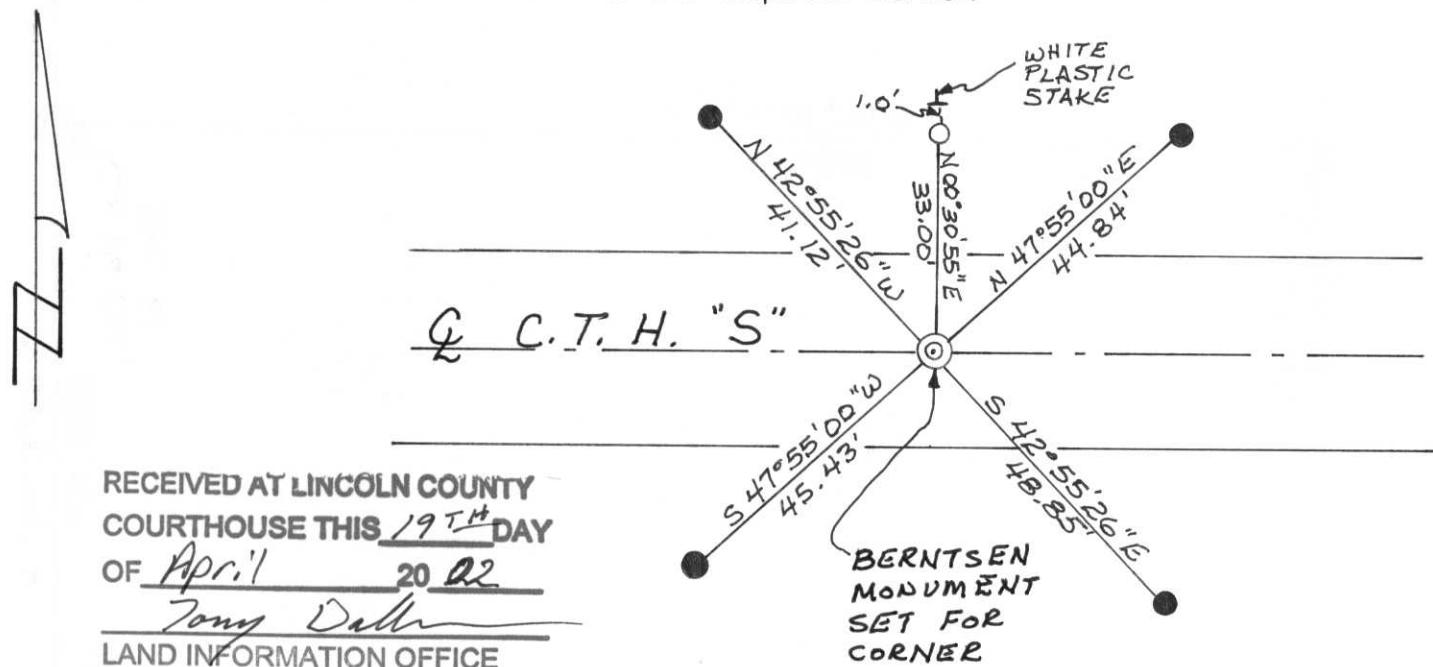 WHITE
PLASTIC
STAKE
1.0'
N 42°55'26"W
41.12'
N 00°30'55"E
33.00'
N 47°55'00"E
44.84'
℄ C.T.H. "S"
S 47°55'00"W
45.43'
S 42°55'26"E
48.85'
BERNTSEN
MONUMENT
SET FOR
CORNER
RECEIVED AT LINCOLN COUNTY
COURTHOUSE THIS 19TH DAY
OF April 20 02
Tony
LAND INFORMATION OFFICE